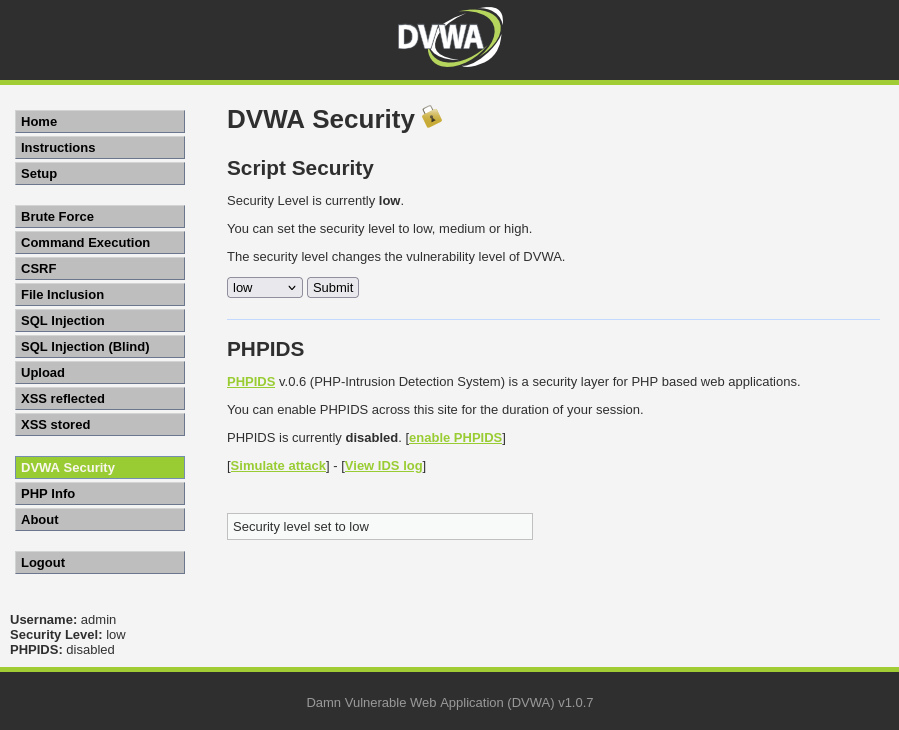 DVWA
Home
Instructions
Setup
Brute Force
Command Execution
CSRF
File Inclusion
SQL Injection
SQL Injection (Blind)
Upload
XSS reflected
XSS stored
DVWA Security
PHP Info
About
Logout
DVWA Security
Script Security
Security Level is currently low.
You can set the security level to low, medium or high.
The security level changes the vulnerability level of DVWA.
low Submit
PHPIDS
PHPIDS v.0.6 (PHP-Intrusion Detection System) is a security layer for PHP based web applications.
You can enable PHPIDS across this site for the duration of your session.
PHPIDS is currently disabled. [enable PHPIDS]
[Simulate attack] - [View IDS log]
Security level set to low
Username: admin
Security Level: low
PHPIDS: disabled
Damn Vulnerable Web Application (DVWA) v1.0.7